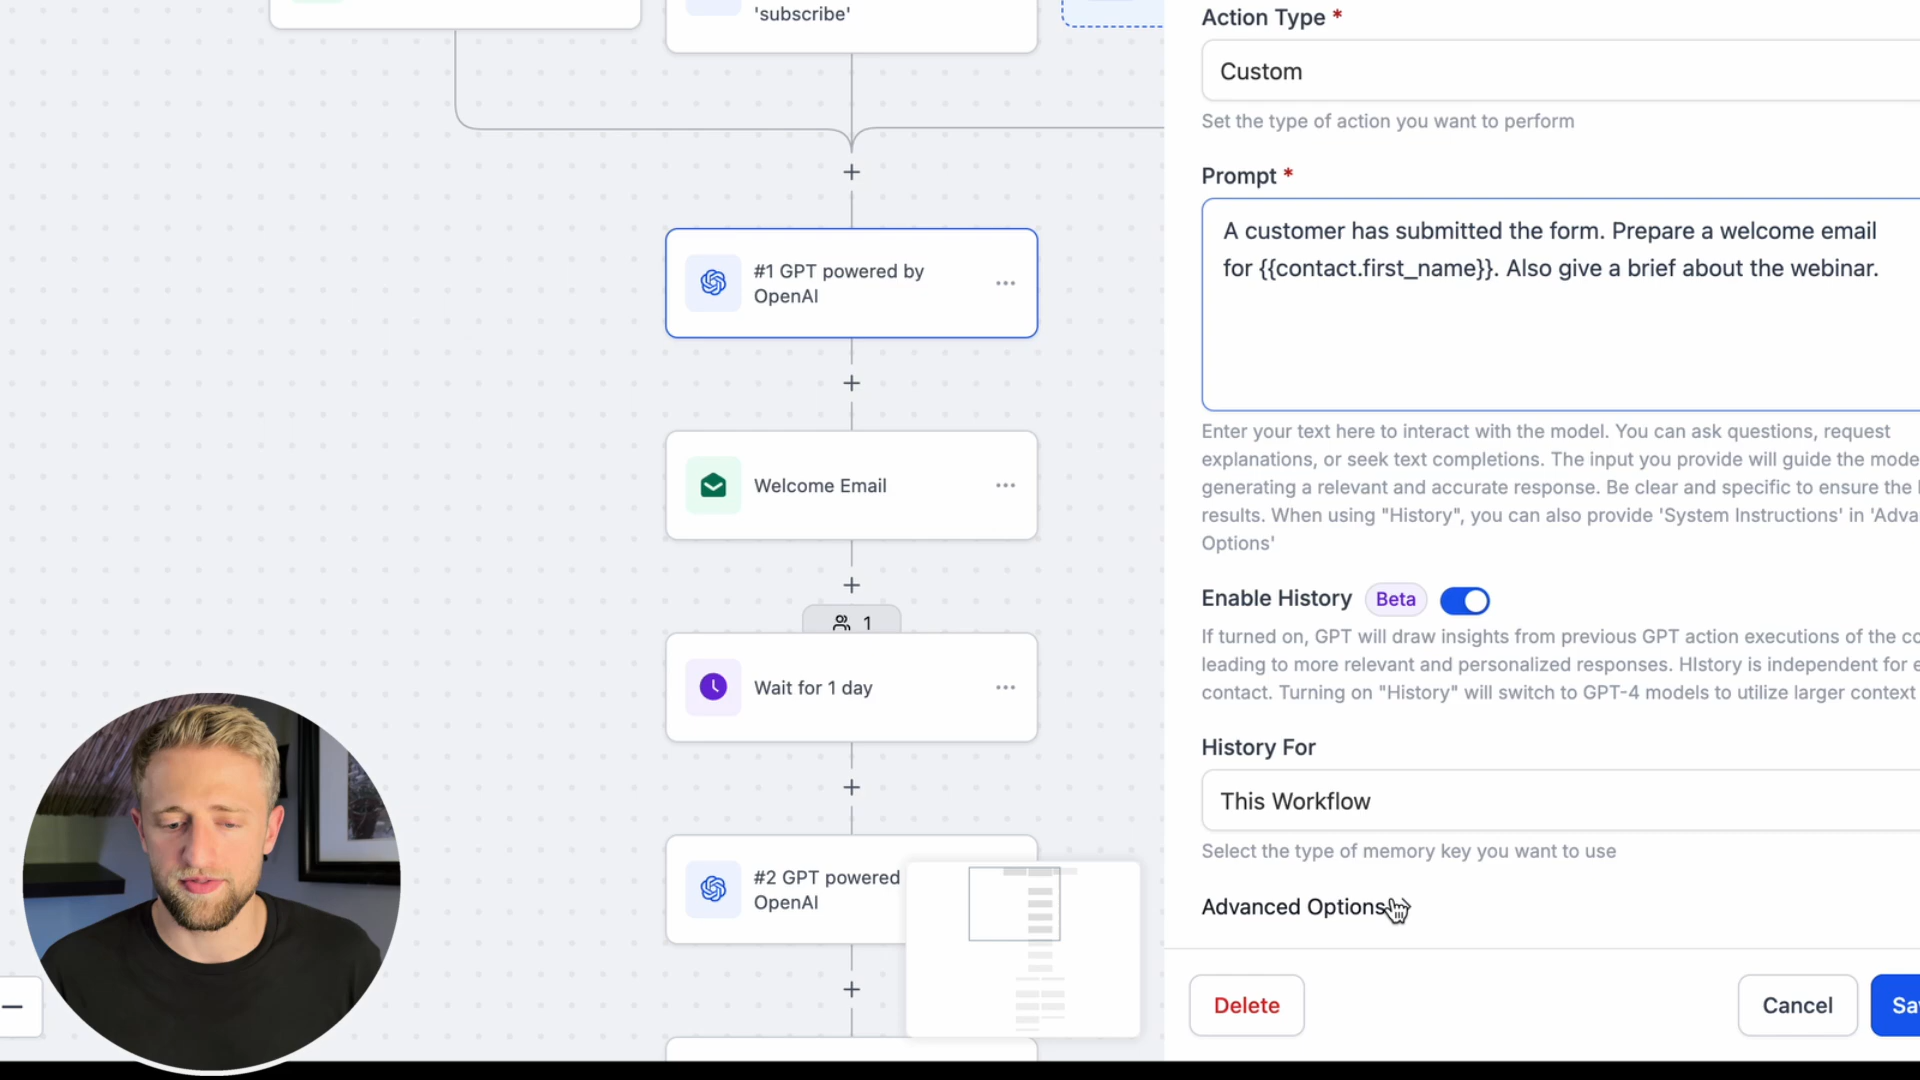 'subscribe'
#1 GPT powered by
OpenAI
Welcome Email
1
Wait for 1 day
#2 GPT powered
OpenAI
Action Type *
Custom
Set the type of action you want to perform
Prompt *
A customer has submitted the form. Prepare a welcome email
for {{contact.first_name}}. Also give a brief about the webinar.
Enter your text here to interact with the model. You can ask questions, request
explanations, or seek text completions. The input you provide will guide the mode
generating a relevant and accurate response. Be clear and specific to ensure the
results. When using "History", you can also provide 'System Instructions' in 'Adva
Options'
Enable History Beta
If turned on, GPT will draw insights from previous GPT action executions of the co
leading to more relevant and personalized responses. HIstory is independent for e
contact. Turning on "History" will switch to GPT-4 models to utilize larger context
History For
This Workflow
Select the type of memory key you want to use
Advanced Options
Delete
Cancel
Sa